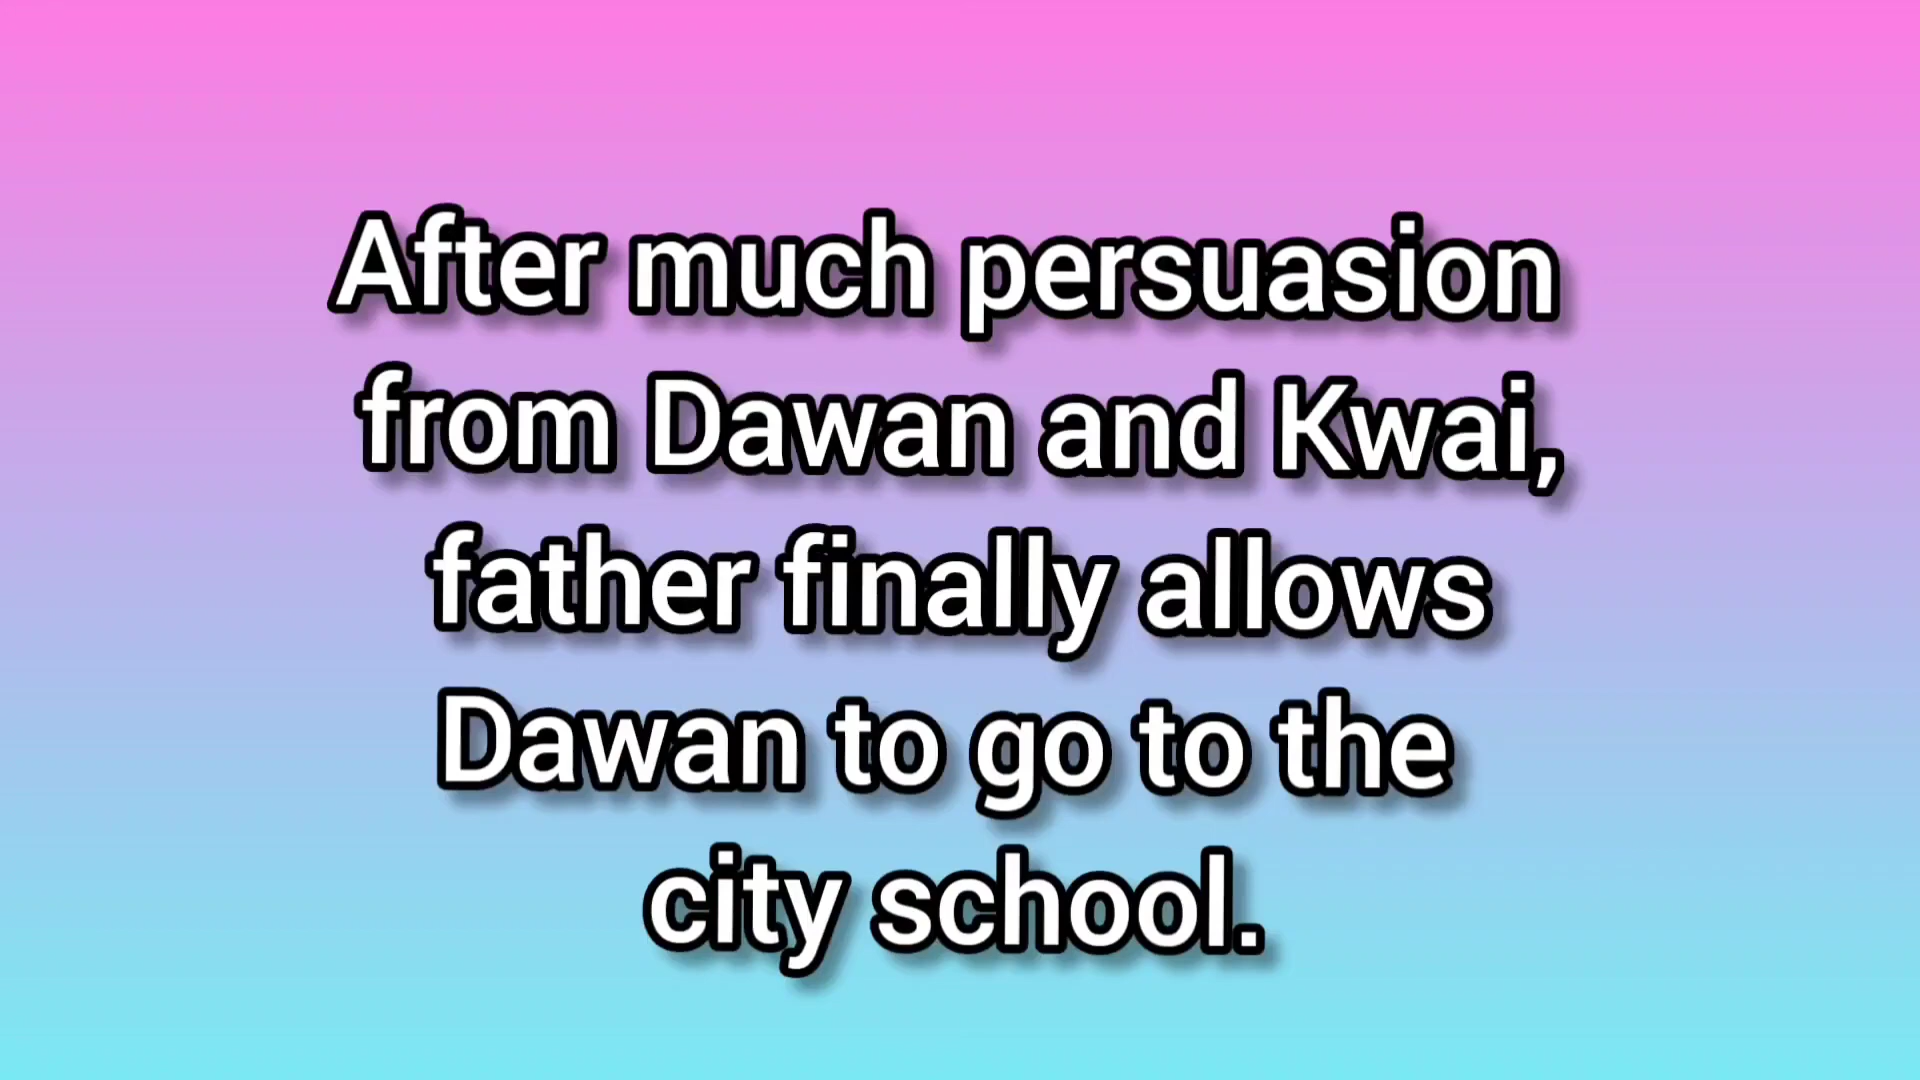 After much persuasion
from Dawan and Kwai,
father finally allows
Dawan to go to the
city school.